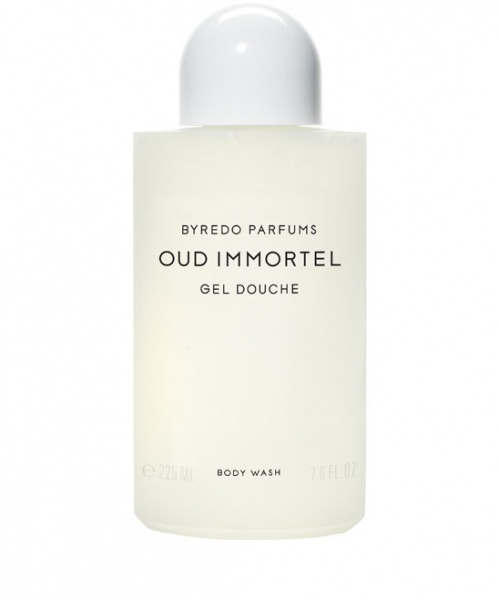 BYREDO PARFUMS
OUD IMMORTEL
GEL DOUCHE
℮ 225 ML BODY WASH 7.6 FL OZ.